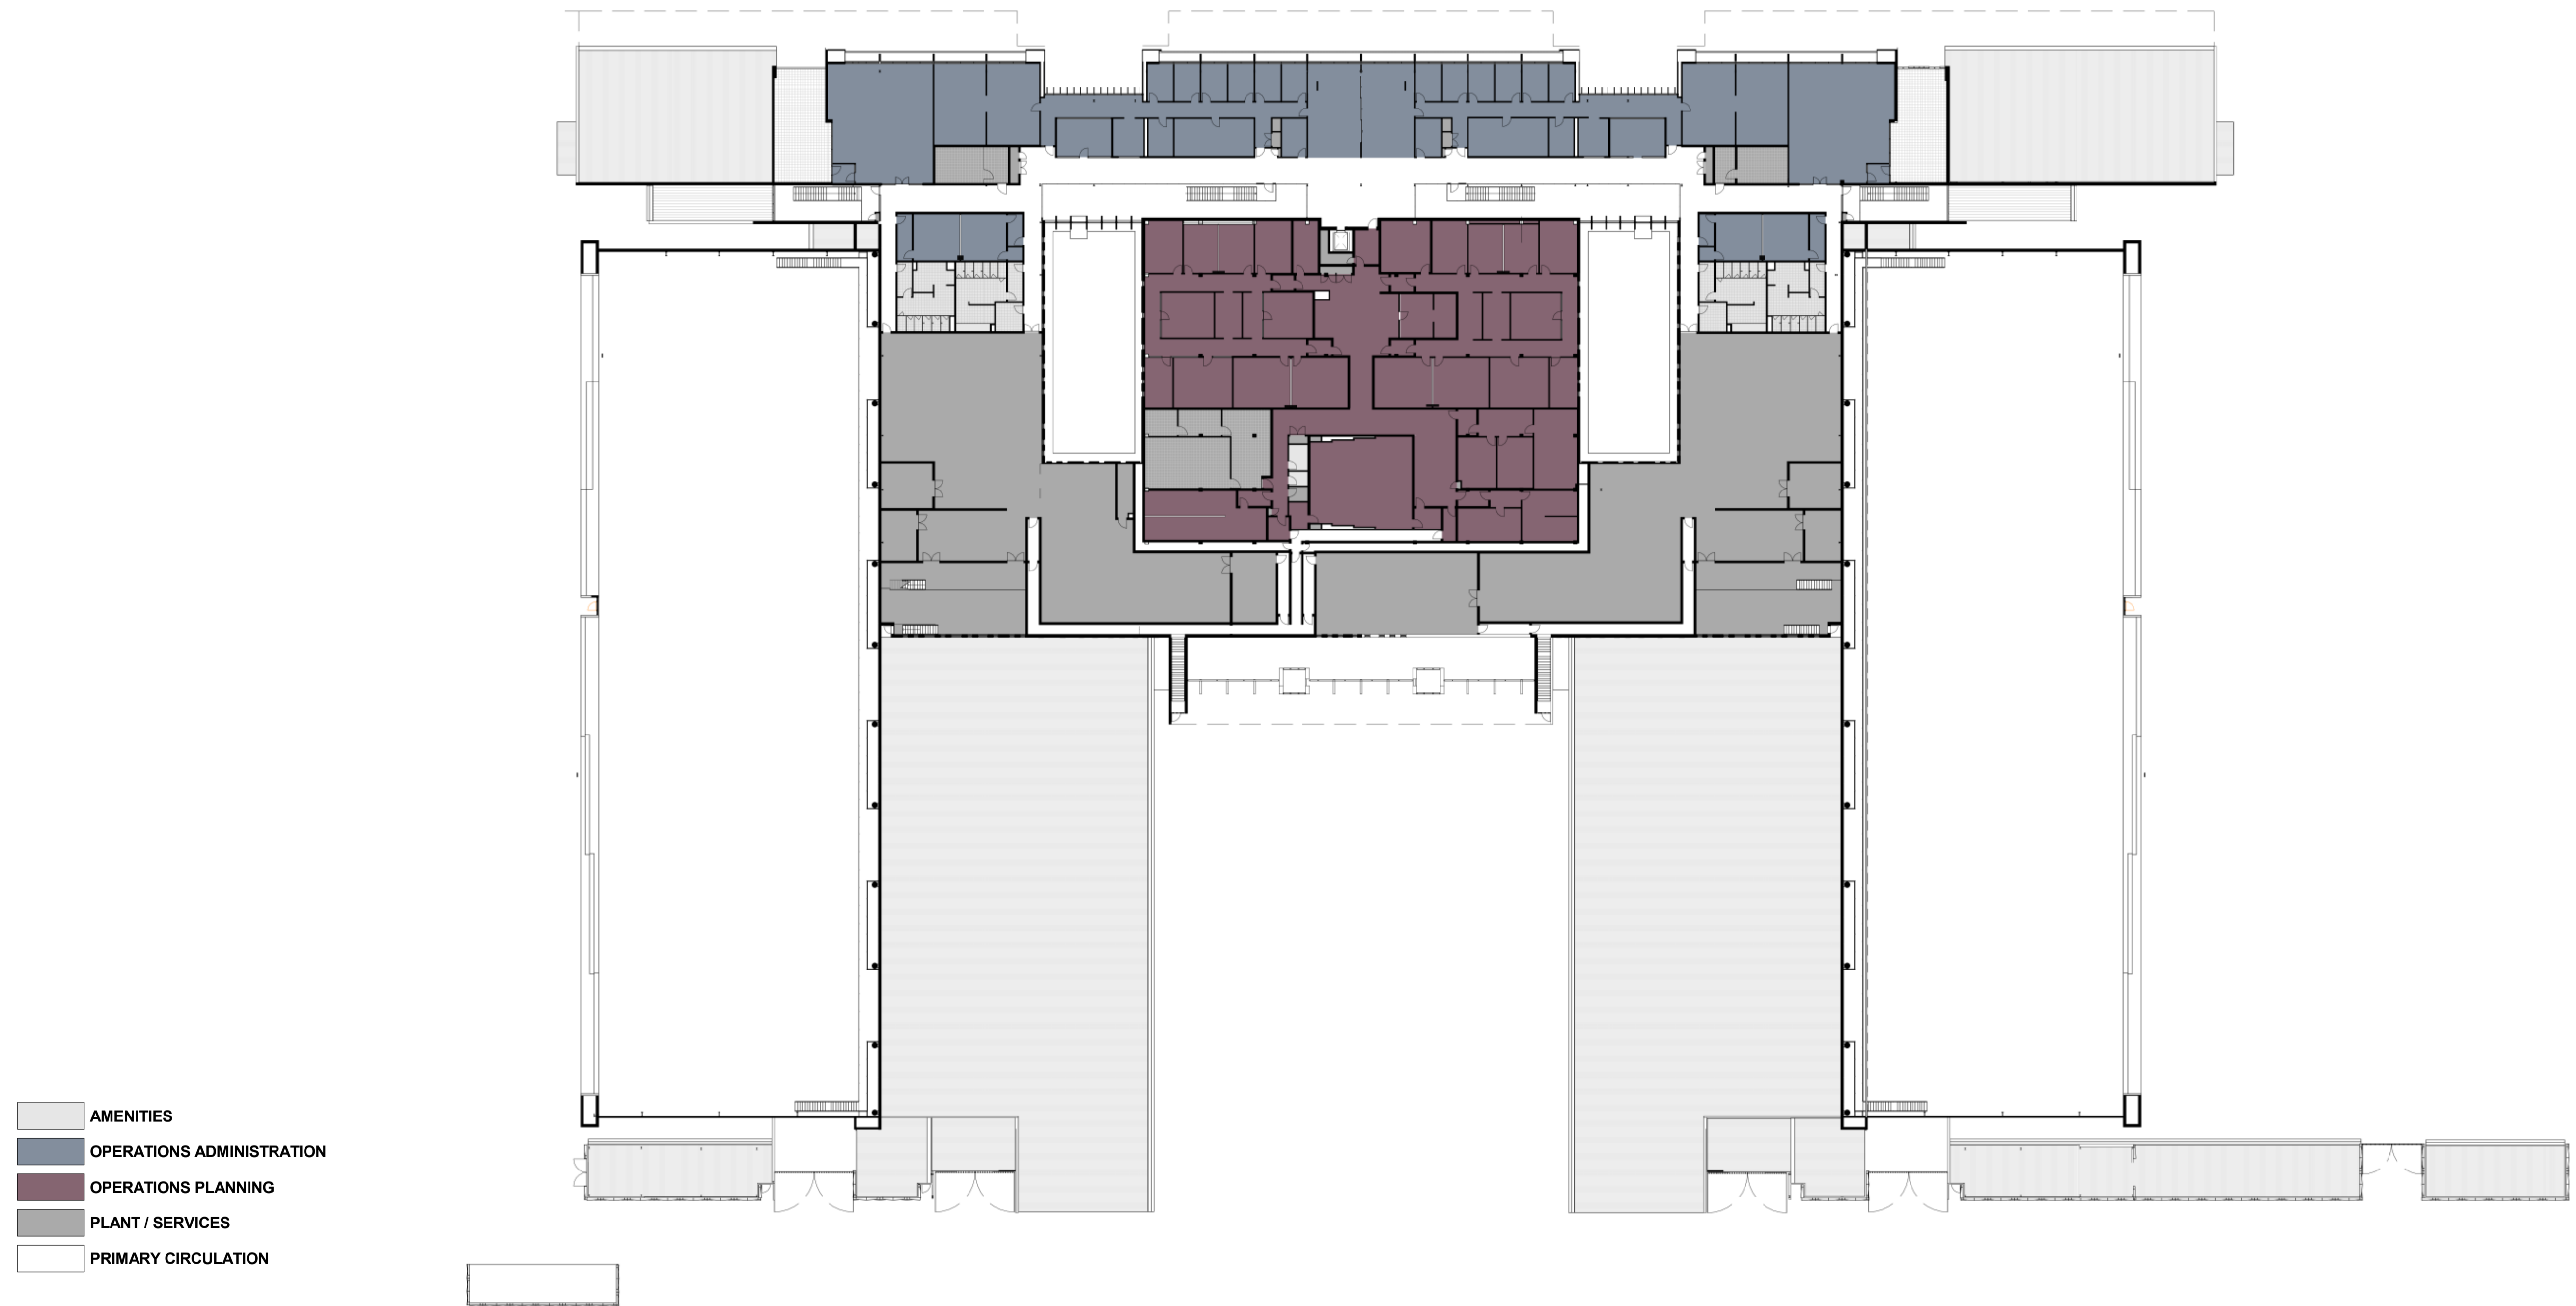 AMENITIES
OPERATIONS ADMINISTRATION
OPERATIONS PLANNING
PLANT / SERVICES
PRIMARY CIRCULATION